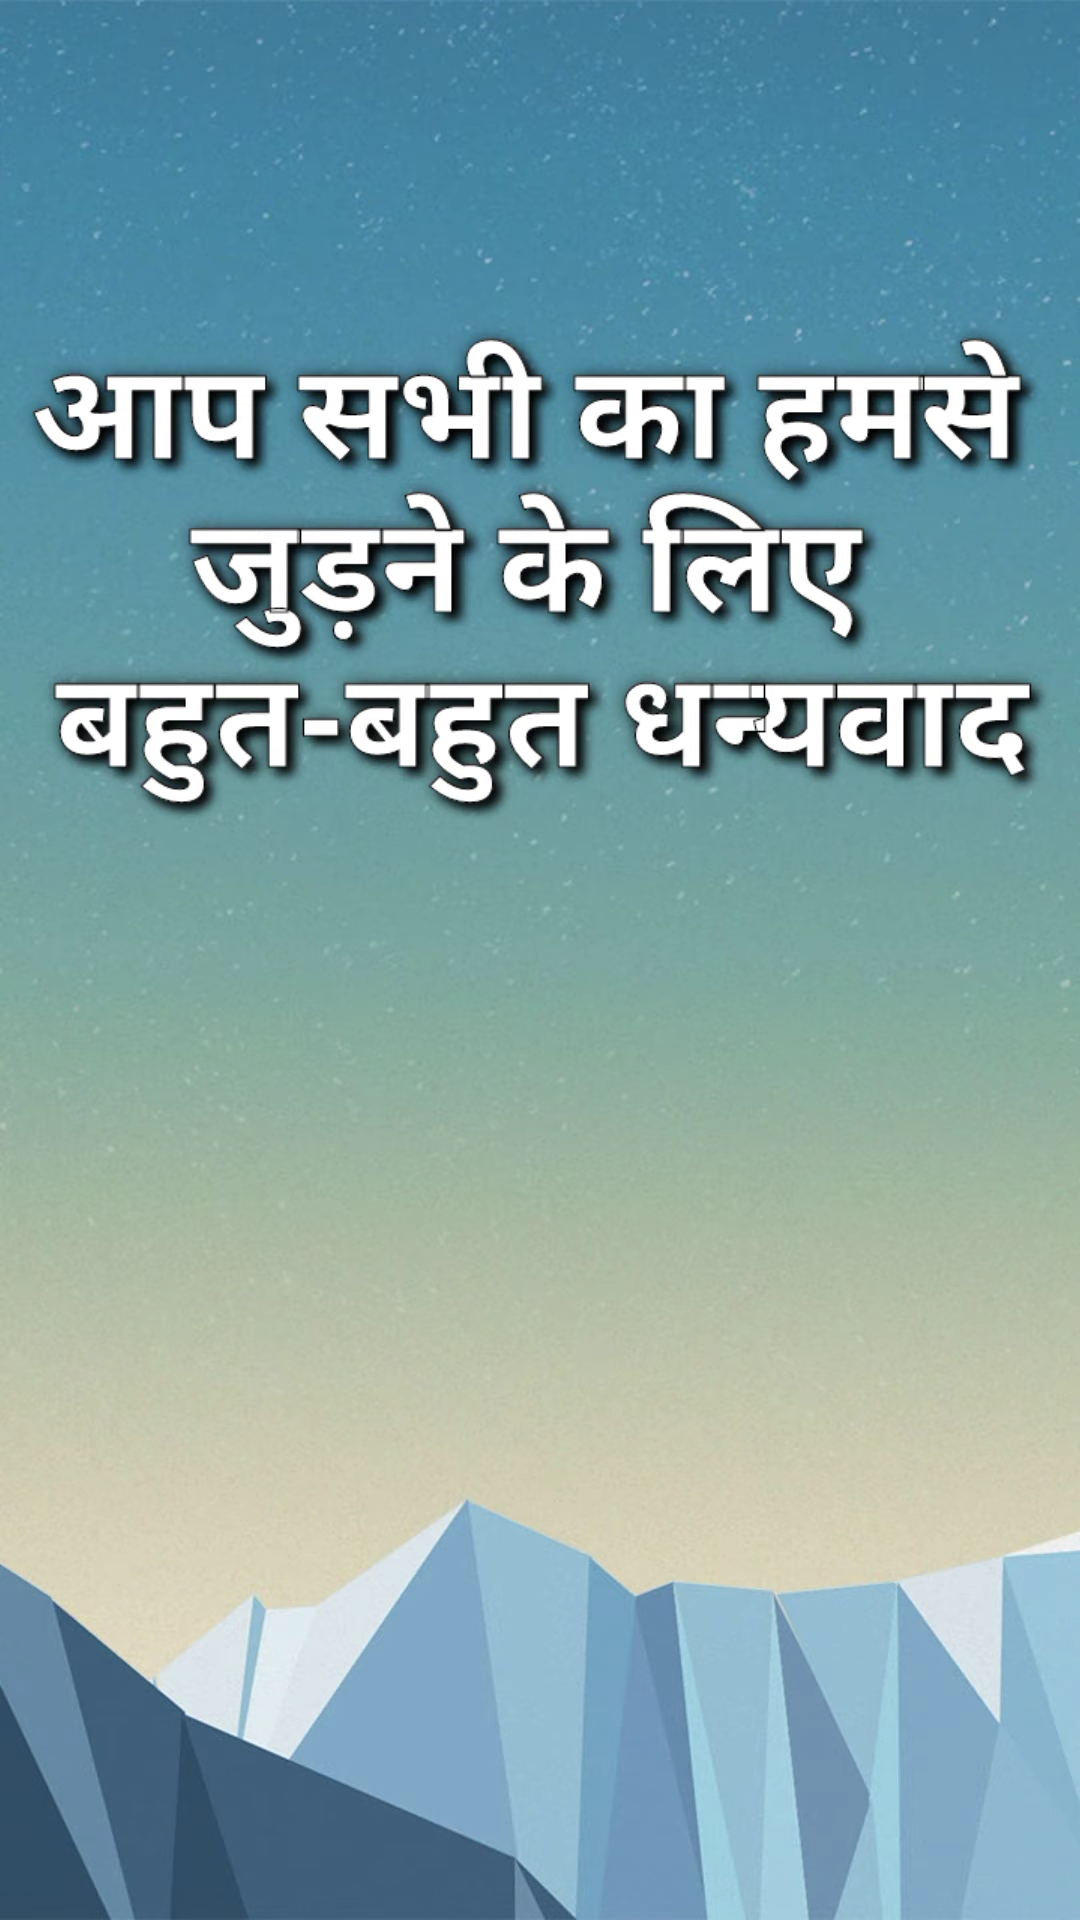 आप सभी का हमसे
जुड़ने के लिए
बहुत-बहुत धन्यवाद